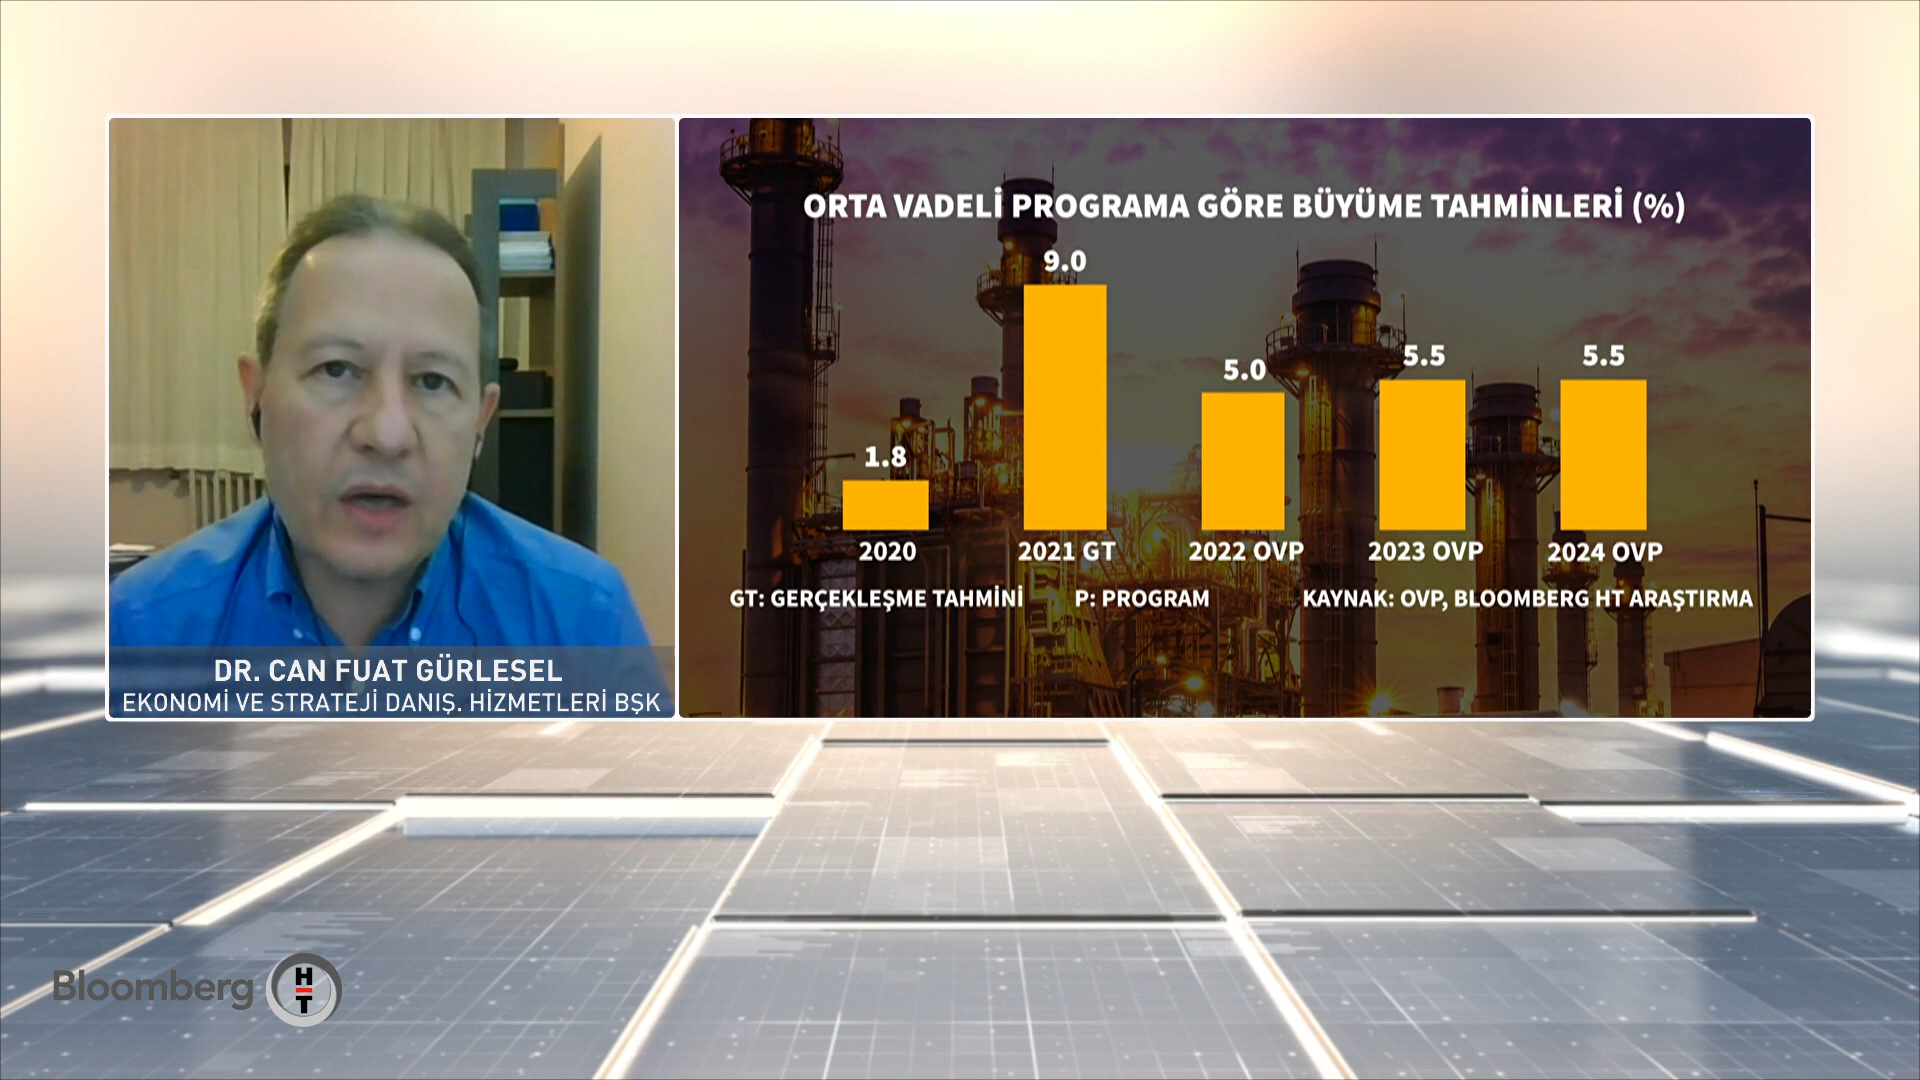 ORTA VADELİ PROGRAMA GÖRE BÜYÜME TAHMİNLERİ (%)
1.8
9.0
5.0
5.5
5.5
2020
2021 GT
2022 OVP
2023 OVP
2024 OVP
GT: GERÇEKLEŞME TAHMİNİ
P: PROGRAM
KAYNAK: OVP, BLOOMBERG HT ARAŞTIRMA
DR. CAN FUAT GÜRLESEL
EKONOMİ VE STRATEJİ DANIŞ. HİZMETLERİ BŞK
Bloomberg HT